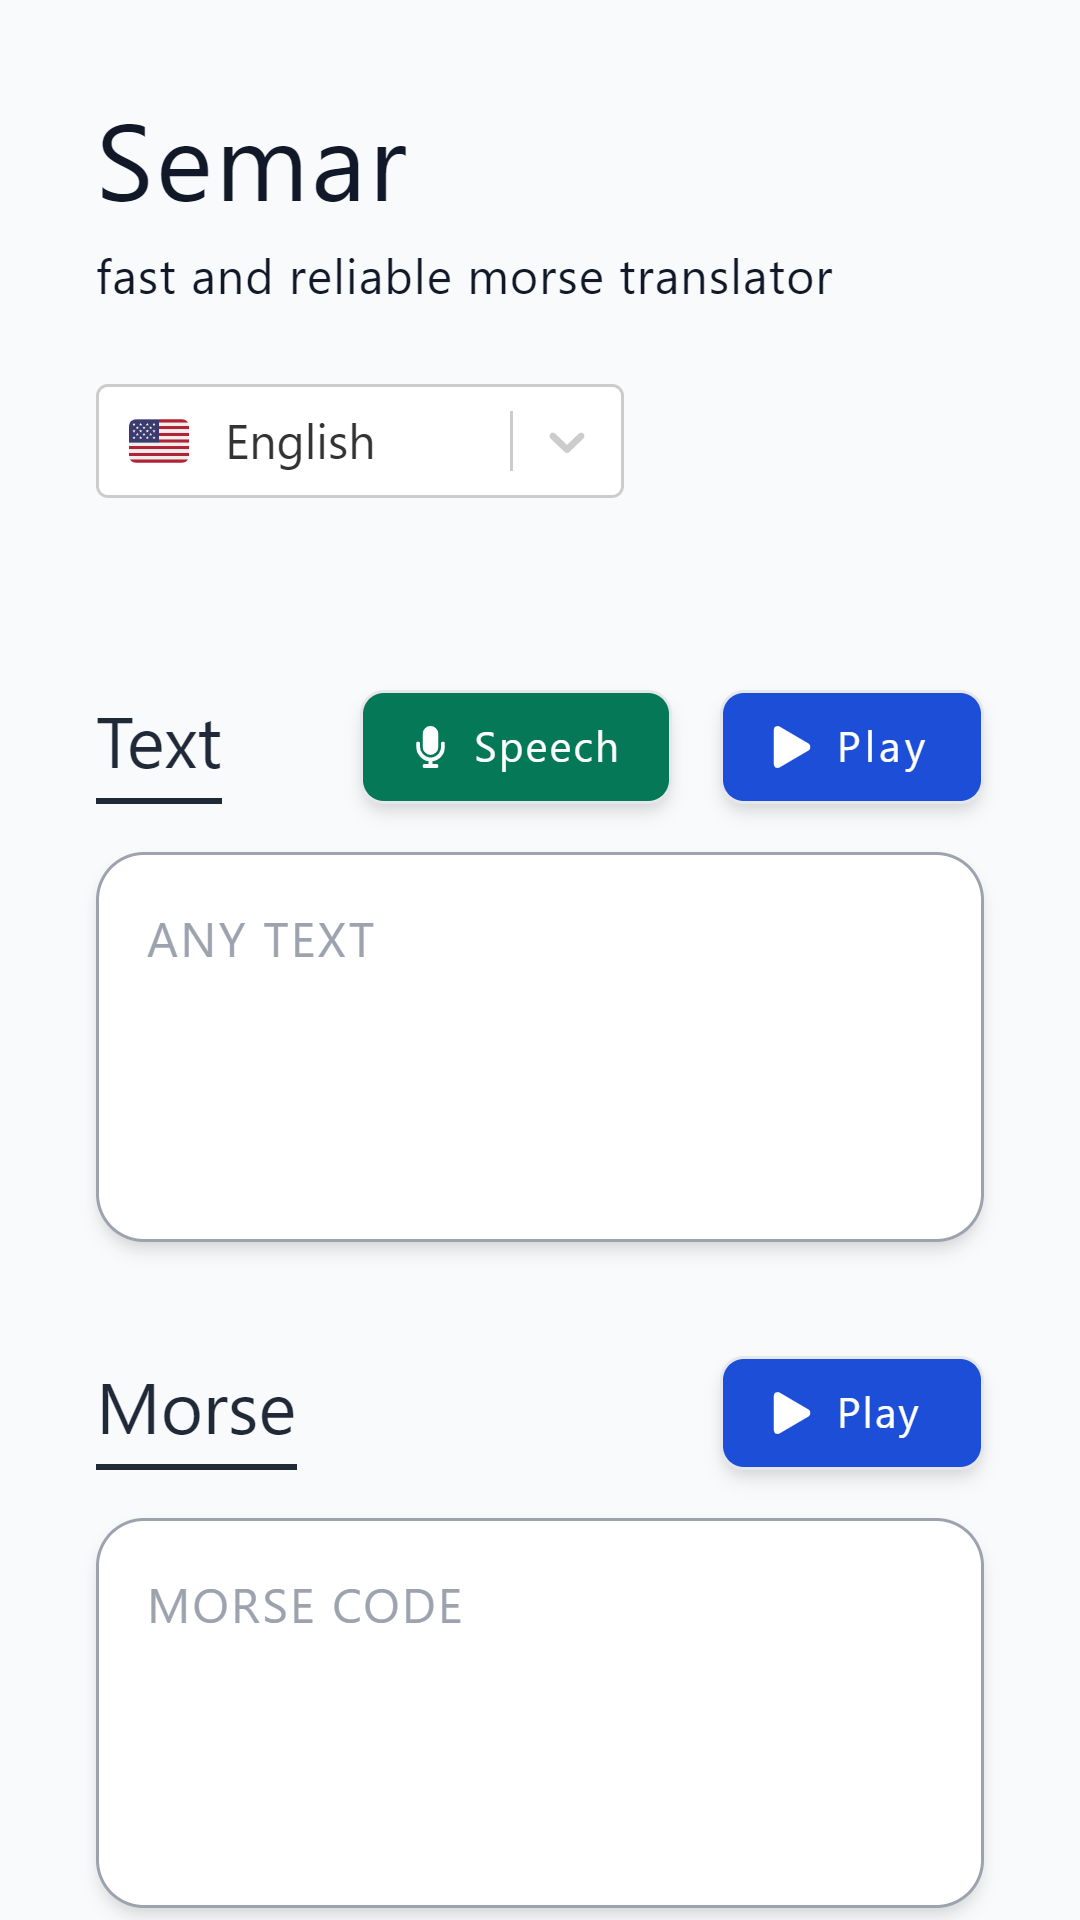 Semar
fast and reliable morse translator
English
Text
Speech
Play
ANY TEXT
Morse
Play
MORSE CODE